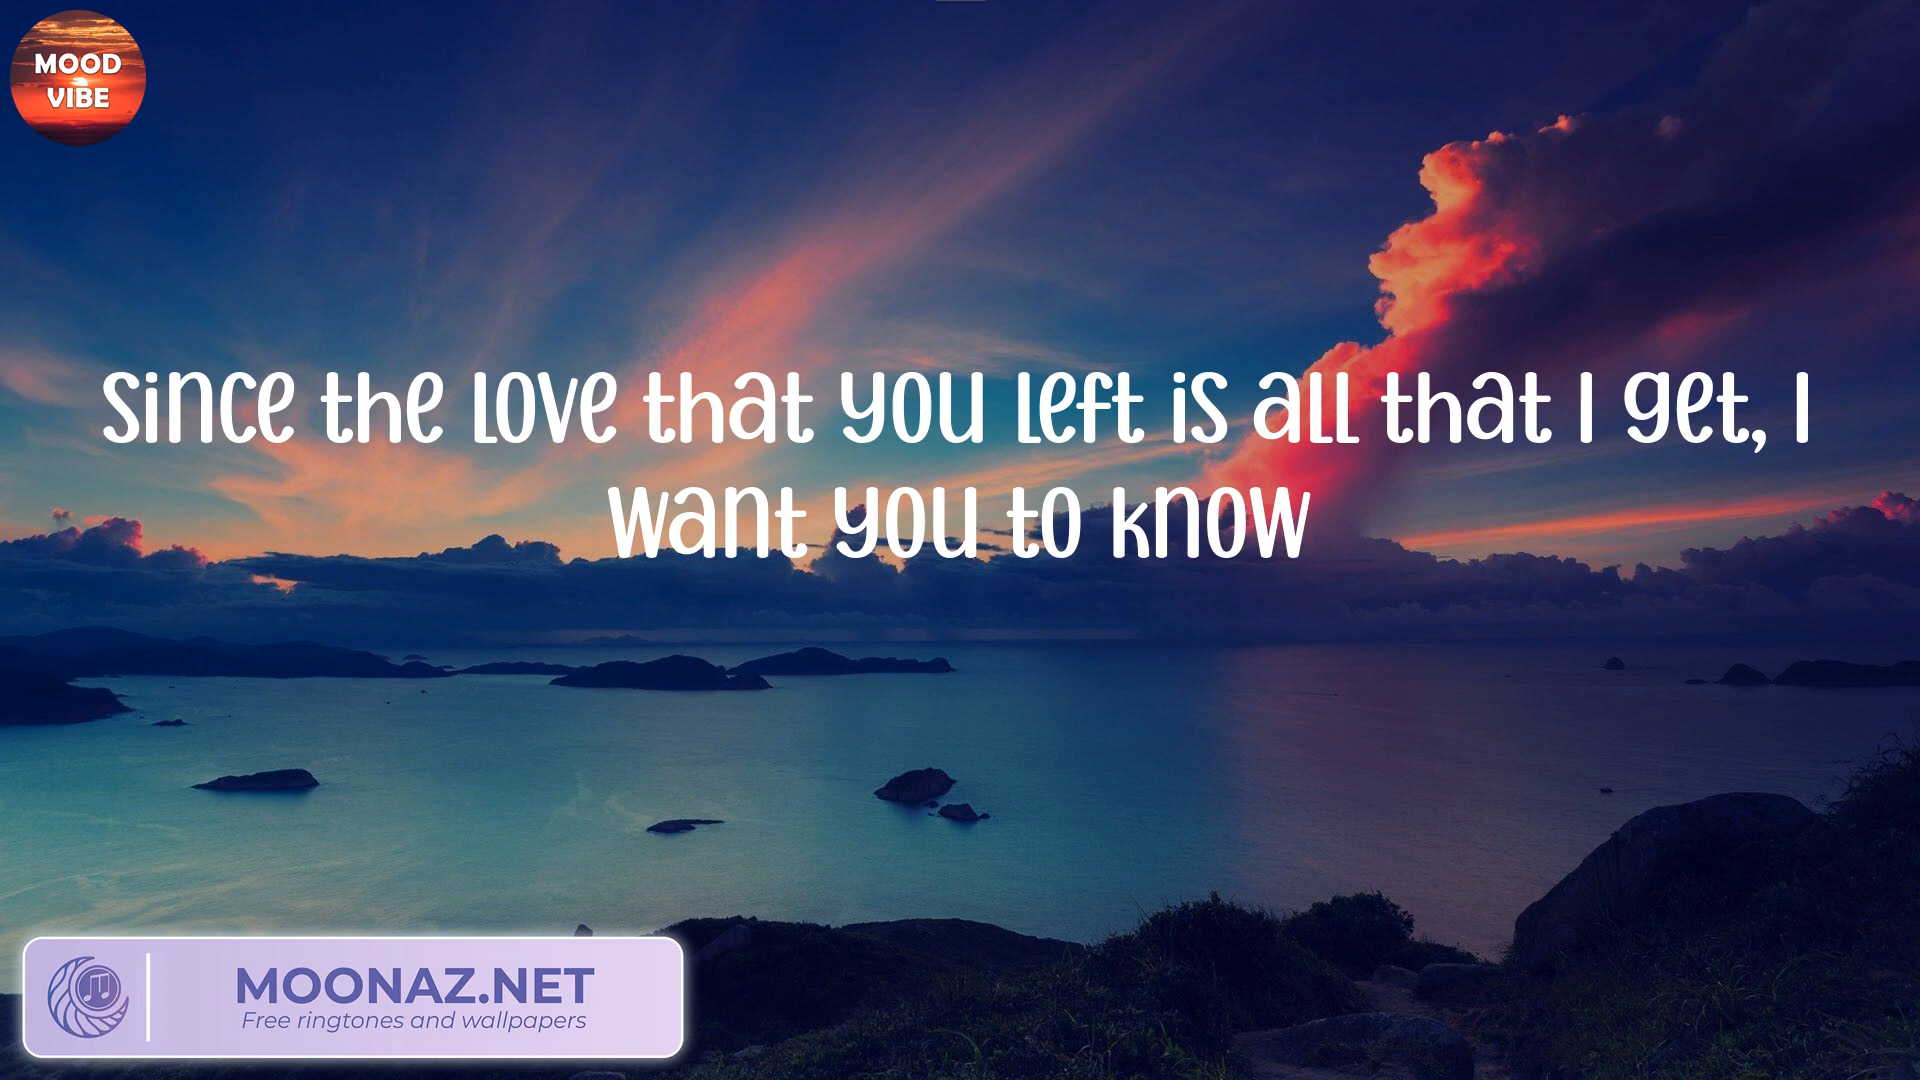 MOOD
VIBE
Since the love that you left is all that I get, I
want you to know
MOONAZ.NET
Free ringtones and wallpapers